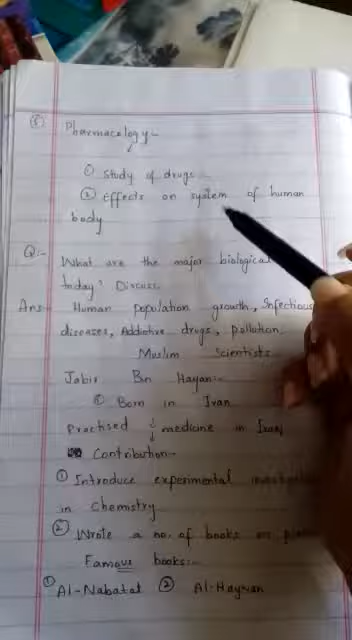 ⑧ Pharmacology:-
① Study of drugs
② Effects on system of human
body
Q:- What are the major biological
today? Discuss.
Ans:- Human population growth, Infectious
diseases, Addictive drugs, pollution.
Muslim Scientists
Jabir Bn Hayan:-
① Born in Iran
Practised medicine in Iraq
Contribution:-
① Introduce experimental
in chemistry
② Wrote a no. of books on
Famous books:-
① Al-Nabatat ② Al-Haywan